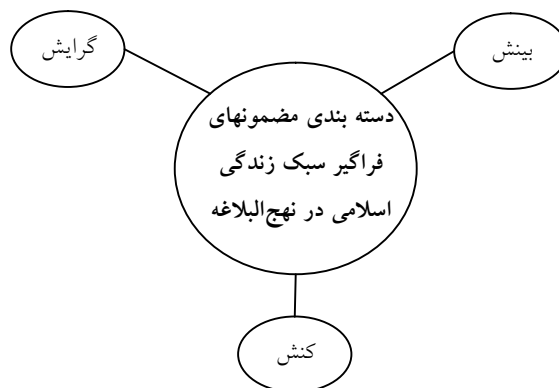 بینش
گرایش
دسته بندی مضمونهای
فراگیر سبک زندگی
اسلامی در نهج‌البلاغه
کنش